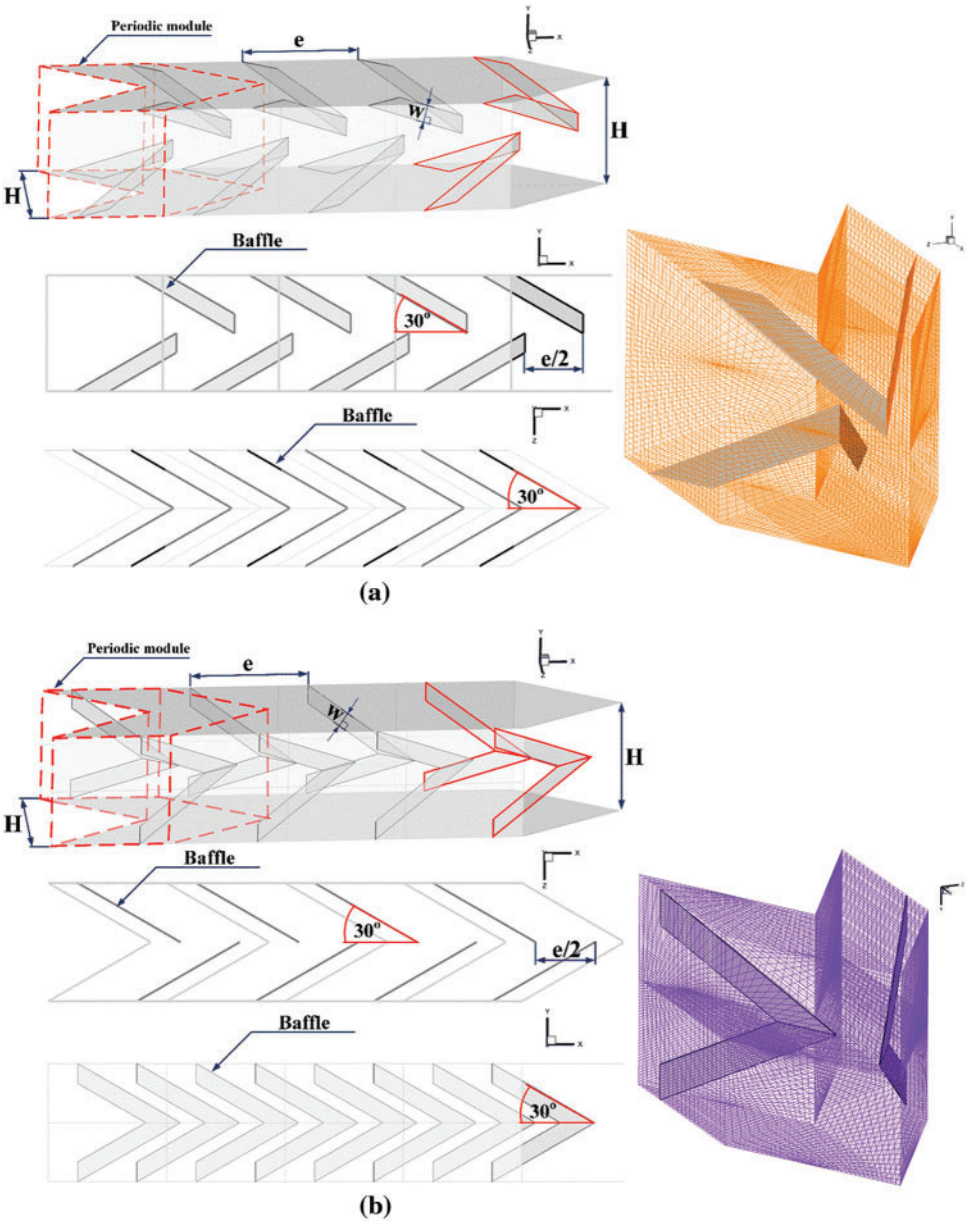 Periodic module
e
Y
X
Z
W
H
H
Baffle
Y
X
30°
e/2
Y
Z
X
Baffle
X
Z
30°
(a)
Periodic module
e
Y
X
Z
W
H
H
Baffle
X
Z
30°
e/2
Z
Baffle
Y
X
30°
(b)